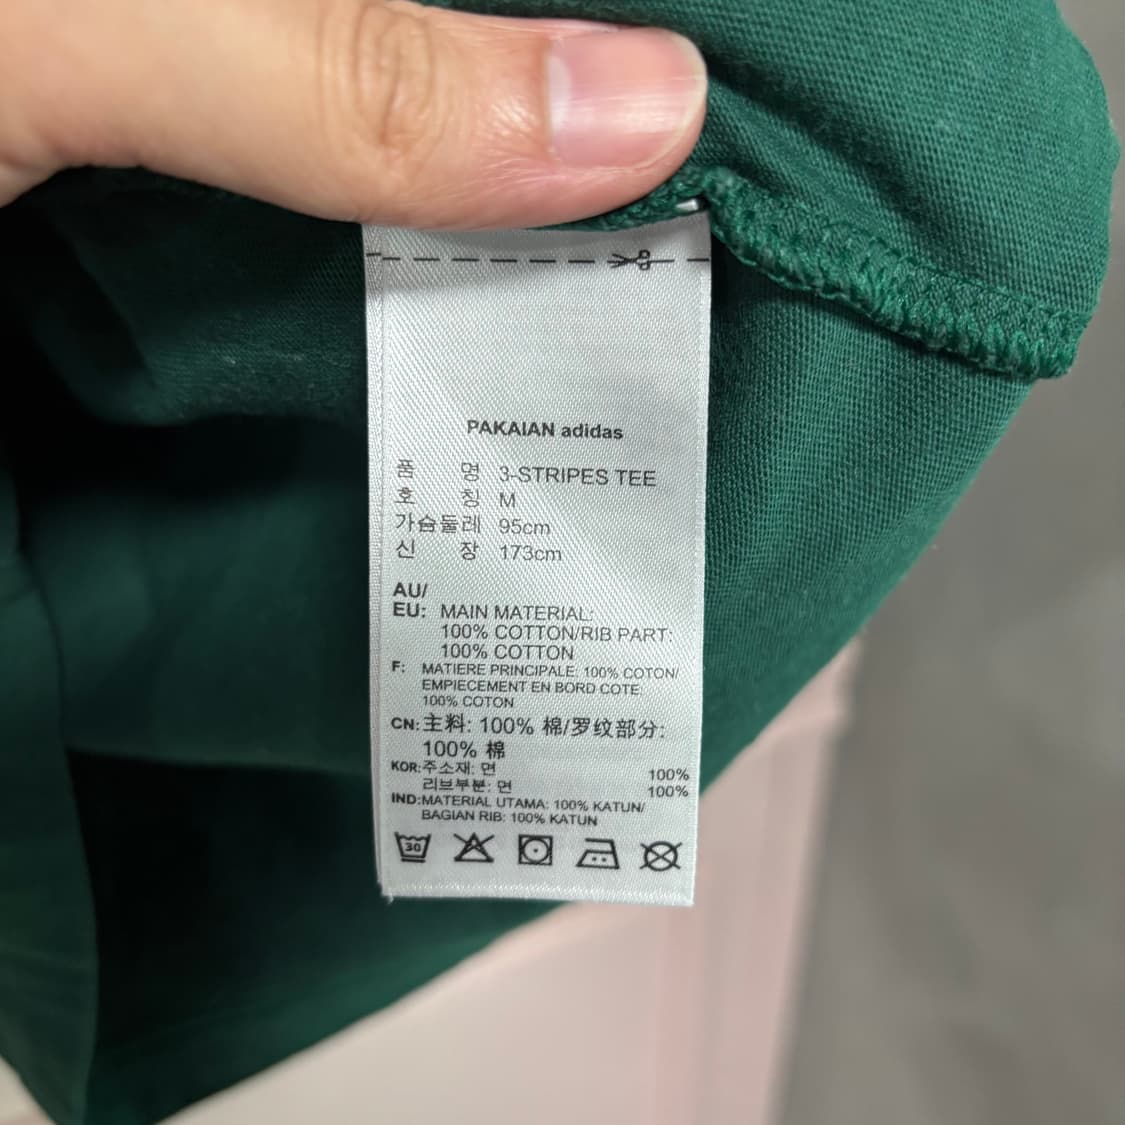 PAKAIAN adidas
품 명 3-STRIPES TEE
호 칭 M
가슴둘레 95cm
신 장 173cm
AU/
EU: MAIN MATERIAL:
100% COTTON/RIB PART:
100% COTTON
F: MATIERE PRINCIPALE: 100% COTON/
EMPIECEMENT EN BORD COTE:
100% COTON
CN: 主料: 100% 棉/罗纹部分:
100% 棉
KOR: 주소재: 면 100%
리브부분: 면 100%
IND: MATERIAL UTAMA: 100% KATUN/
BAGIAN RIB: 100% KATUN
30